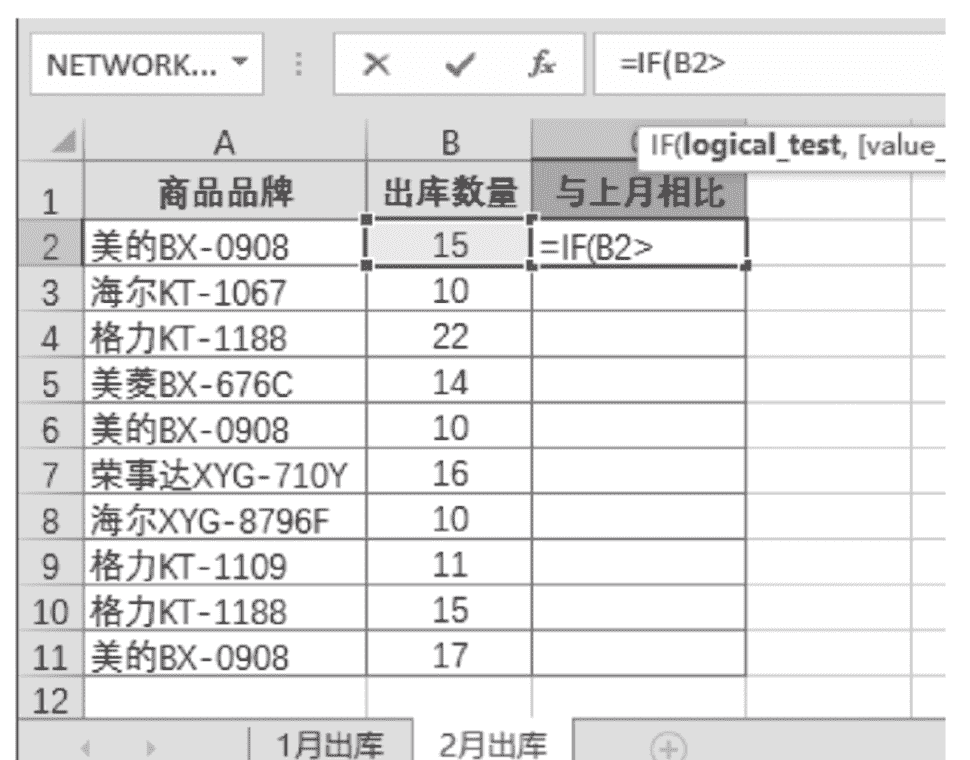 NETWORK... fx =IF(B2>
A B C IF(logical_test, [value_
1 商品品牌 出库数量 与上月相比
2 美的BX-0908 15 =IF(B2>
3 海尔KT-1067 10
4 格力KT-1188 22
5 美菱BX-676C 14
6 美的BX-0908 10
7 荣事达XYG-710Y 16
8 海尔XYG-8796F 10
9 格力KT-1109 11
10 格力KT-1188 15
11 美的BX-0908 17
12
1月出库 2月出库